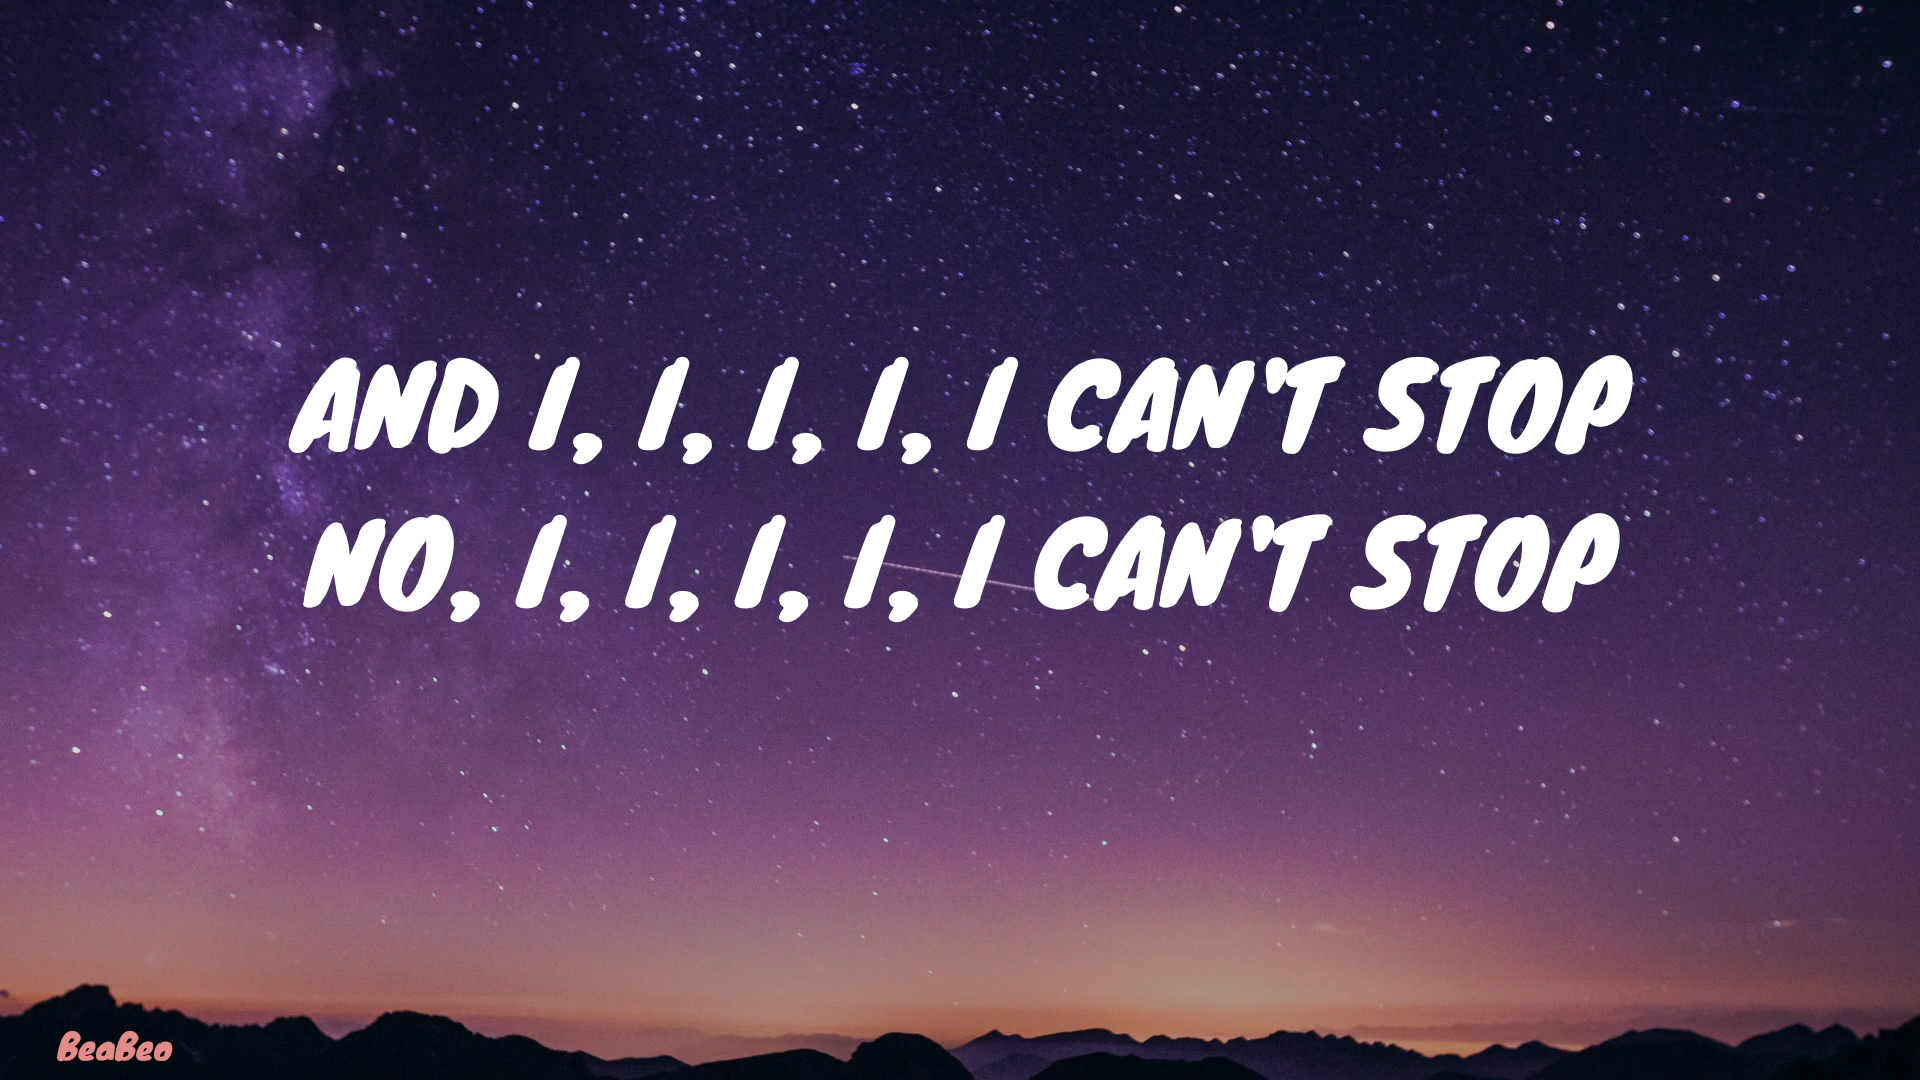 AND I, I, I, I, I CAN'T STOP
NO, I, I, I, I, I CAN'T STOP
BeaBeo